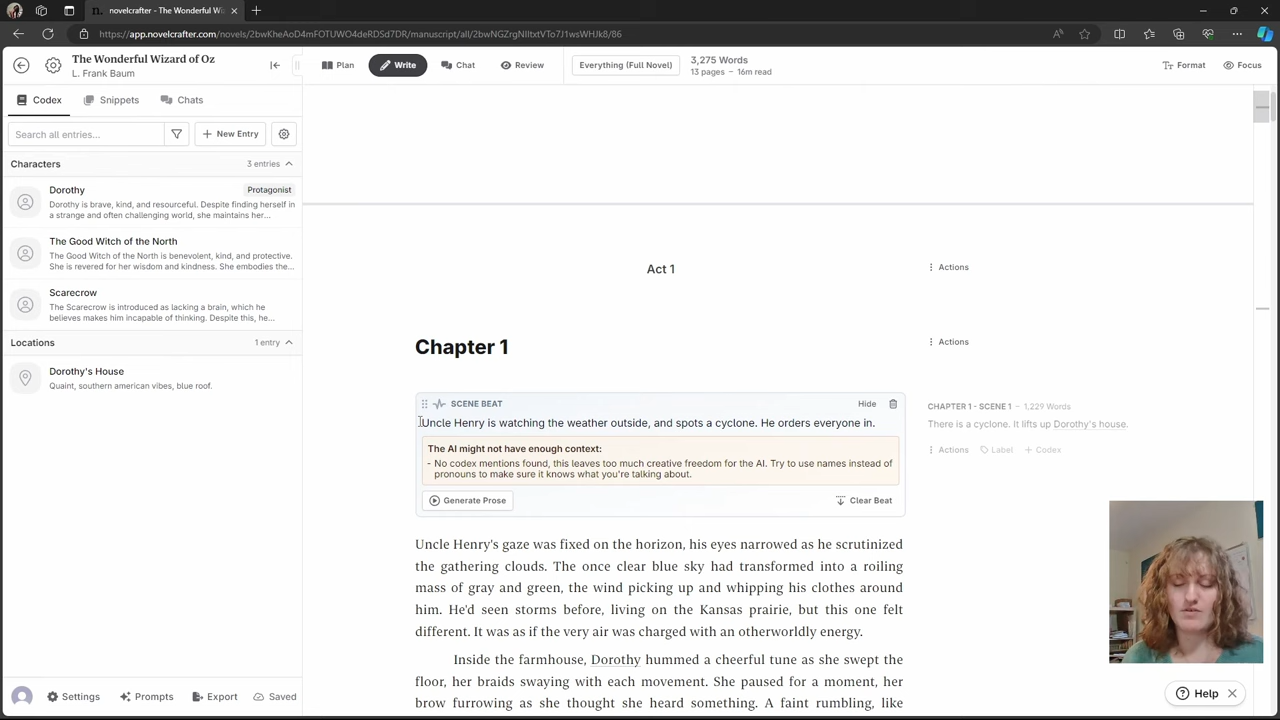 novelcrafter - The Wonderful Wi
https://app.novelcrafter.com/novels/2bwKheAoD4mFOTUWO4deRDSd7DR/manuscript/all/2bwNGZrgNIltxtVTo7J1wsWHJk8/86
The Wonderful Wizard of Oz
L. Frank Baum
Plan
Write
Chat
Review
Everything (Full Novel)
3,275 Words
13 pages - 16m read
Format
Focus
Codex
Snippets
Chats
Search all entries...
New Entry
Characters
3 entries
Dorothy
Protagonist
Dorothy is brave, kind, and resourceful. Despite finding herself in
a strange and often challenging world, she maintains her...
The Good Witch of the North
The Good Witch of the North is benevolent, kind, and protective.
She is revered for her wisdom and kindness. She embodies the...
Scarecrow
The Scarecrow is introduced as lacking a brain, which he
believes makes him incapable of thinking. Despite this, he...
Locations
1 entry
Dorothy's House
Quaint, southern american vibes, blue roof.
Settings
Prompts
Export
Saved
Act 1
Actions
Chapter 1
Actions
SCENE BEAT
Hide
Uncle Henry is watching the weather outside, and spots a cyclone. He orders everyone in.
The AI might not have enough context:
- No codex mentions found, this leaves too much creative freedom for the AI. Try to use names instead of
pronouns to make sure it knows what you're talking about.
Generate Prose
Clear Beat
CHAPTER 1 - SCENE 1 – 1,229 Words
There is a cyclone. It lifts up Dorothy's house.
Actions
Label
+ Codex
Uncle Henry's gaze was fixed on the horizon, his eyes narrowed as he scrutinized
the gathering clouds. The once clear blue sky had transformed into a roiling
mass of gray and green, the wind picking up and whipping his clothes around
him. He'd seen storms before, living on the Kansas prairie, but this one felt
different. It was as if the very air was charged with an otherworldly energy.
Inside the farmhouse, Dorothy hummed a cheerful tune as she swept the
floor, her braids swaying with each movement. She paused for a moment, her
brow furrowing as she thought she heard something. A faint rumbling, like
Help